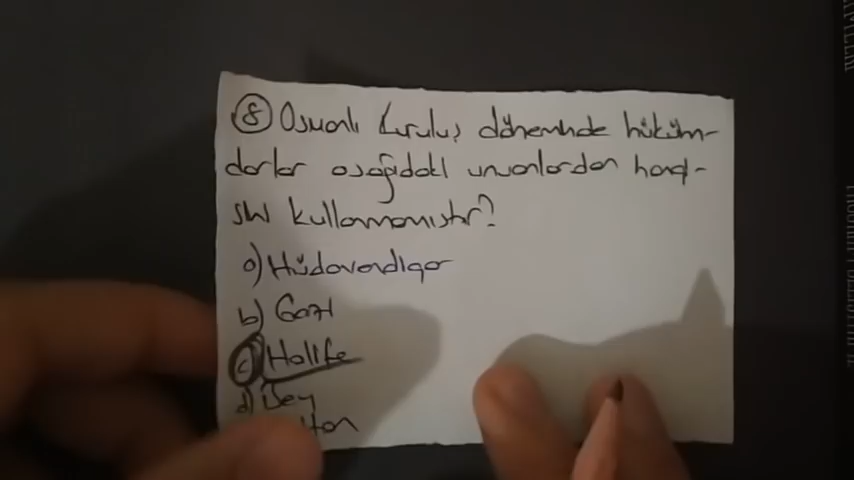 8 Osmanlı Kuruluş döneminde hüküm-
darlar aşağıdaki unvanlardan hangi-
sini kullanmamıştır?
a) Hüdavendigar
b) Gazi
c) Halife
d) Bey